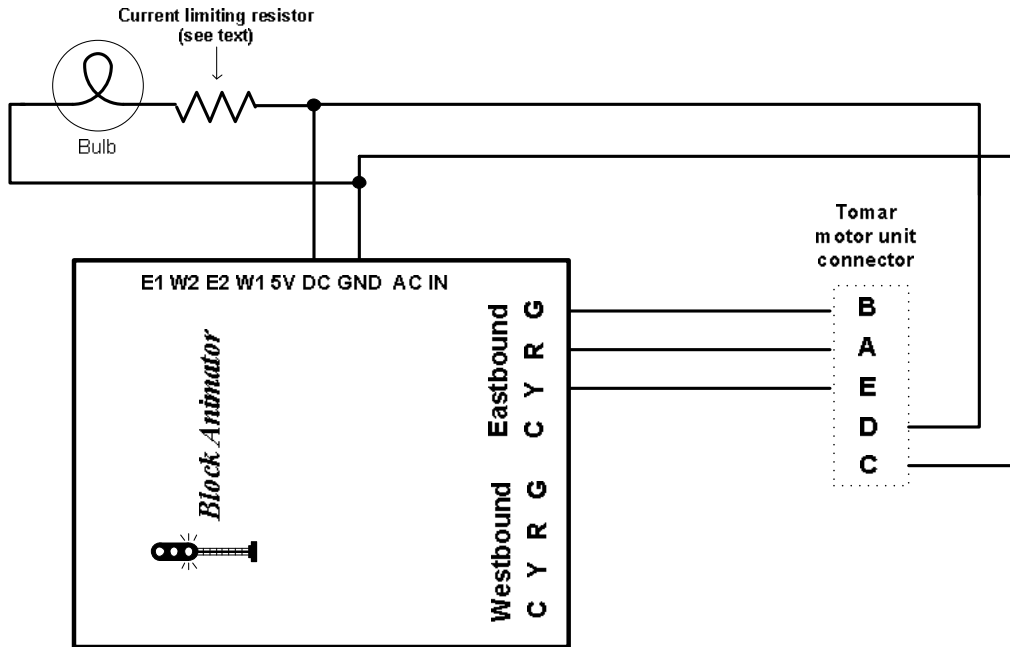 Current limiting resistor
(see text)
Bulb
Tomar
motor unit
connector
E1 W2 E2 W1 5V DC GND AC IN
Block Animator
Eastbound
G
R
Y
C
Westbound
G
R
Y
C
B
A
E
D
C